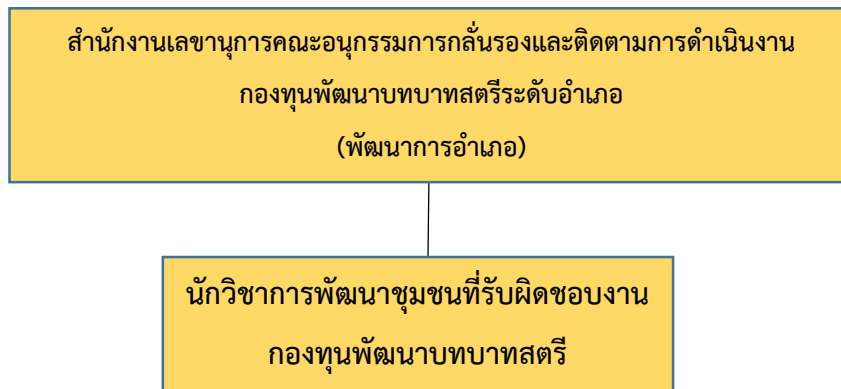 สำนักงานเลขานุการคณะอนุกรรมการกลั่นรองและติดตามการดำเนินงาน
กองทุนพัฒนาบทบาทสตรีระดับอำเภอ
(พัฒนาการอำเภอ)
นักวิชาการพัฒนาชุมชนที่รับผิดชอบงาน
กองทุนพัฒนาบทบาทสตรี